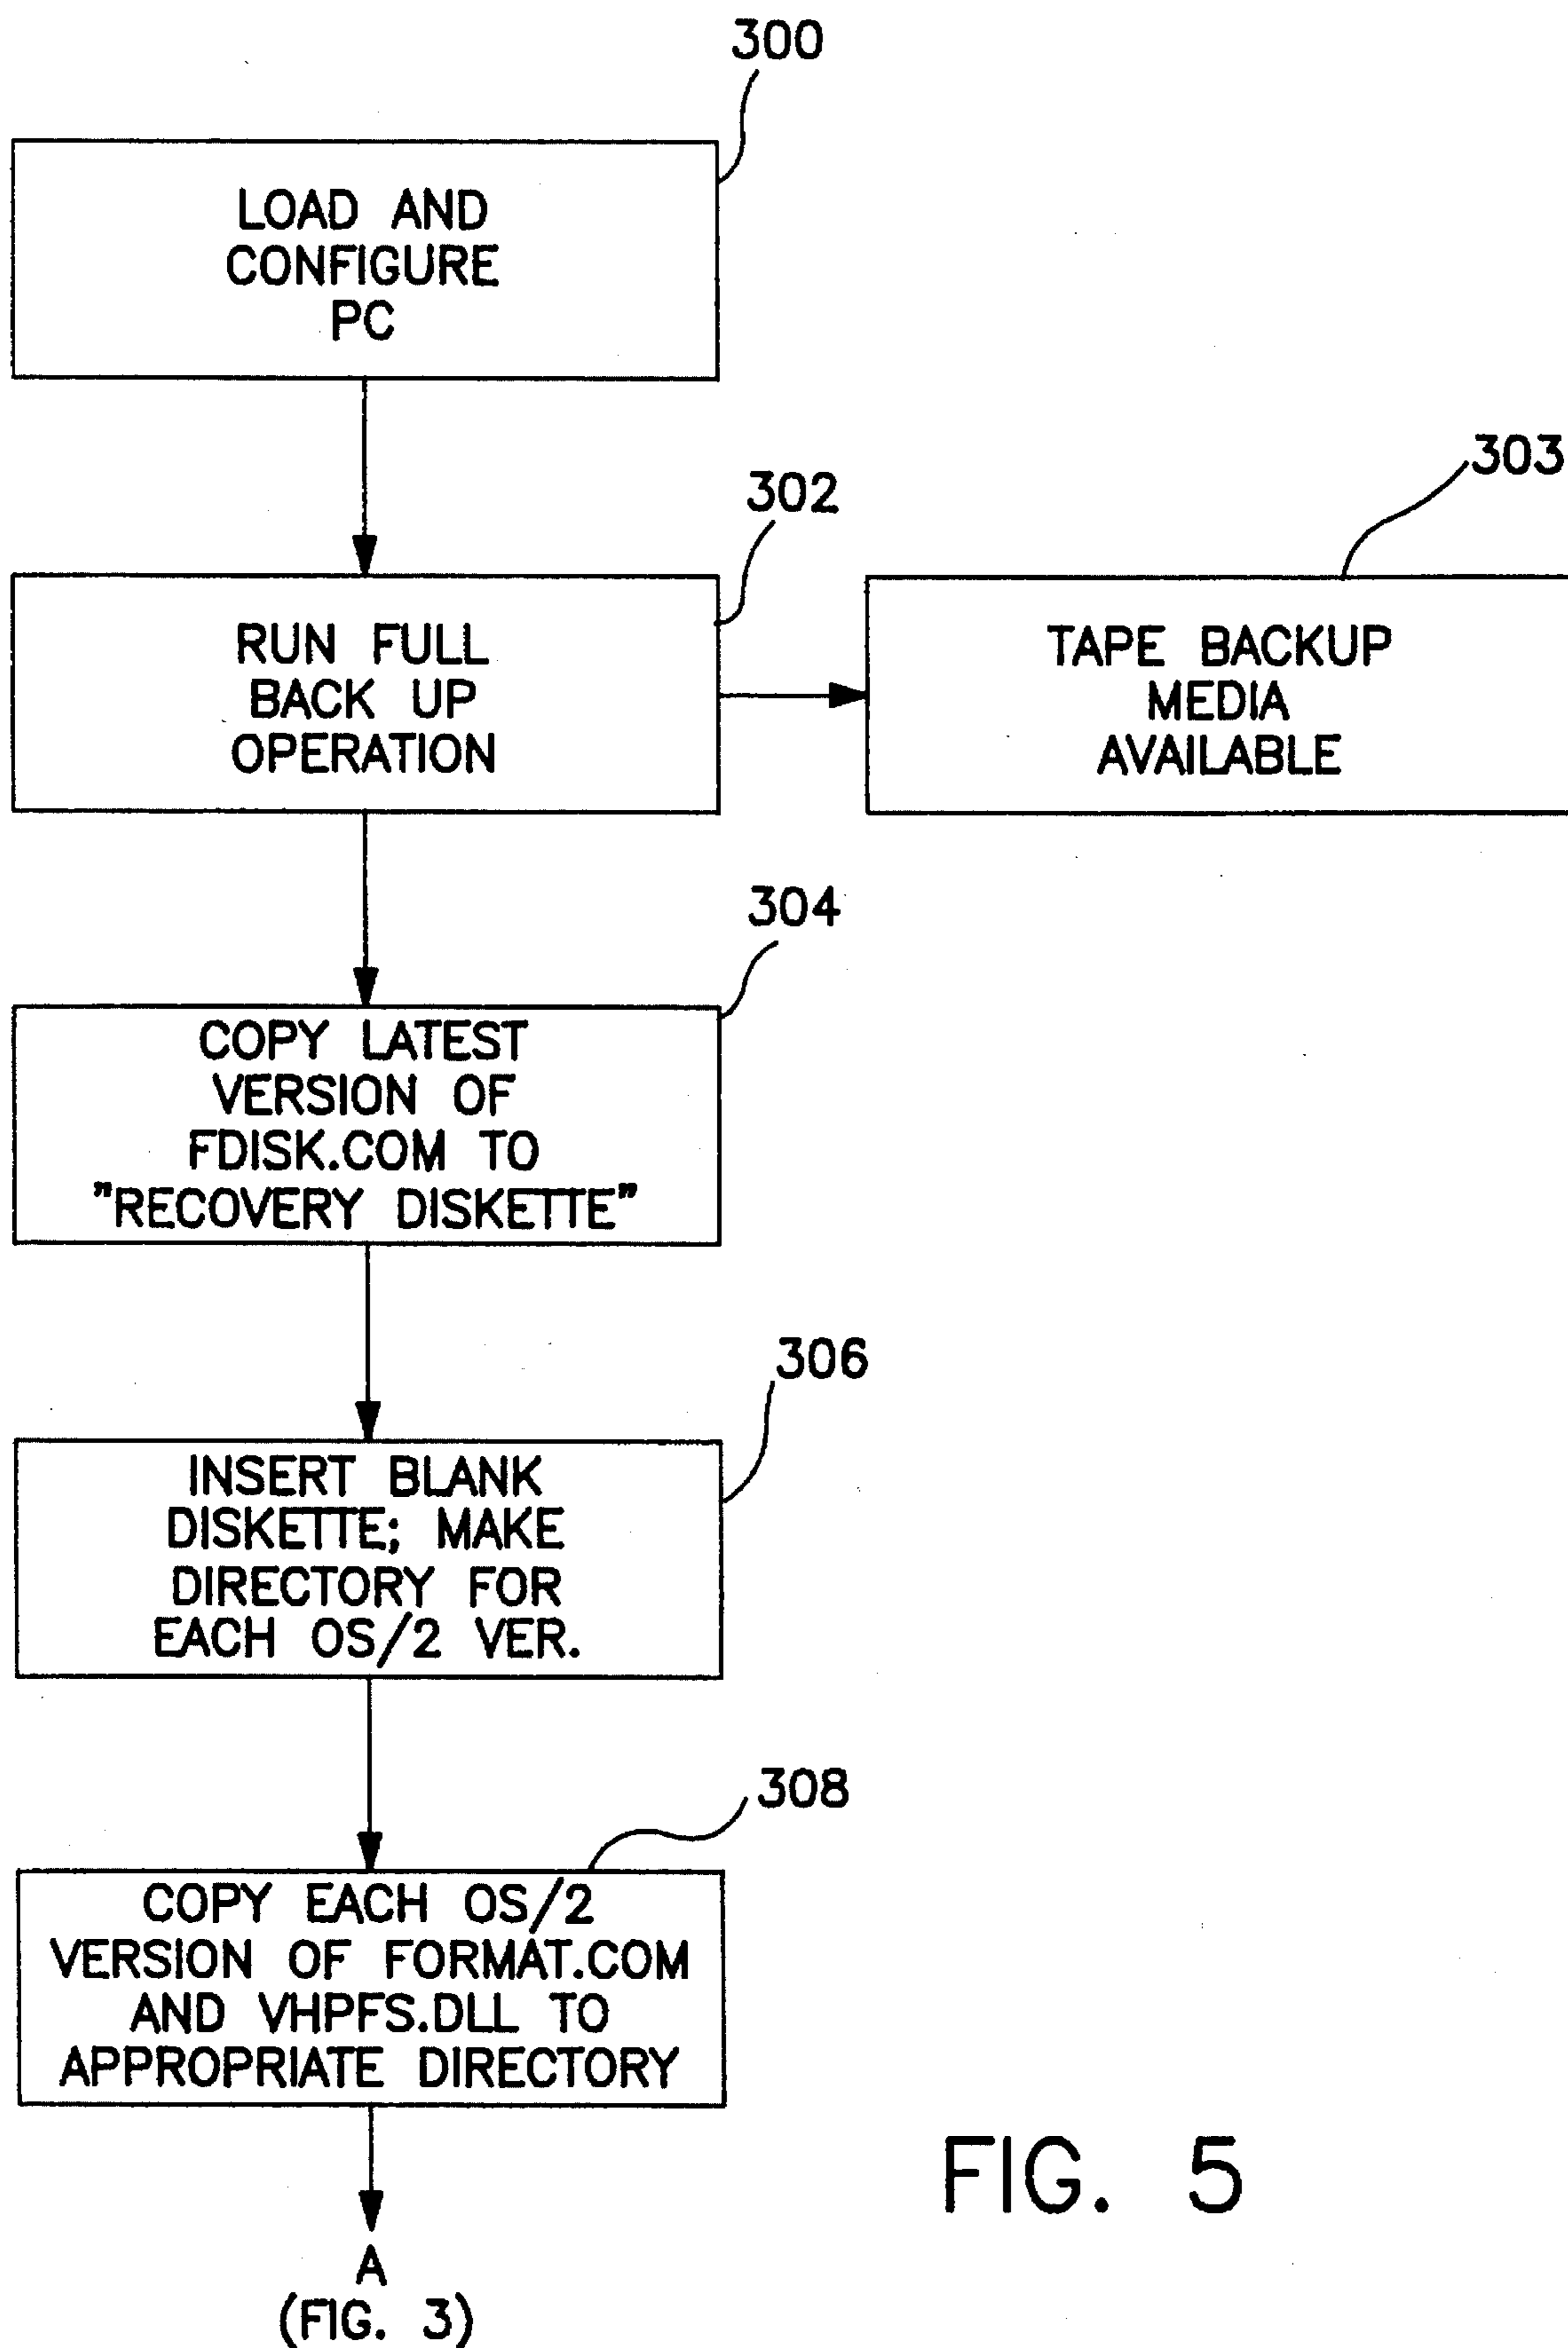 300
LOAD AND
CONFIGURE
PC
302
RUN FULL
BACK UP
OPERATION
303
TAPE BACKUP
MEDIA
AVAILABLE
304
COPY LATEST
VERSION OF
FDISK.COM TO
"RECOVERY DISKETTE"
306
INSERT BLANK
DISKETTE; MAKE
DIRECTORY FOR
EACH OS/2 VER.
308
COPY EACH OS/2
VERSION OF FORMAT.COM
AND VHPFS.DLL TO
APPROPRIATE DIRECTORY
A
(FIG. 3)
FIG. 5